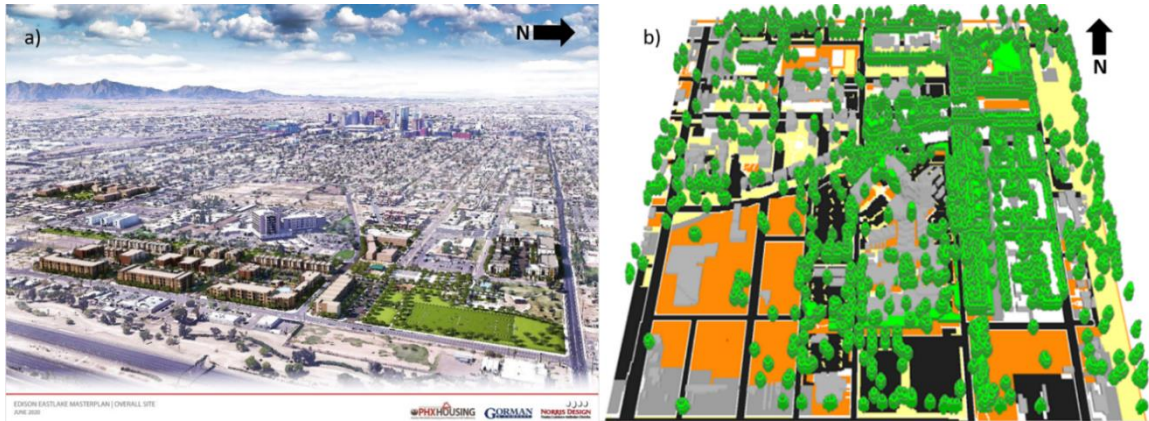 a)
N
b)
N
EDISON EASTLAKE MASTERPLAN | OVERALL SITE
JUNE 2020
PHXHOUSING
GORMAN
NORRIS DESIGN